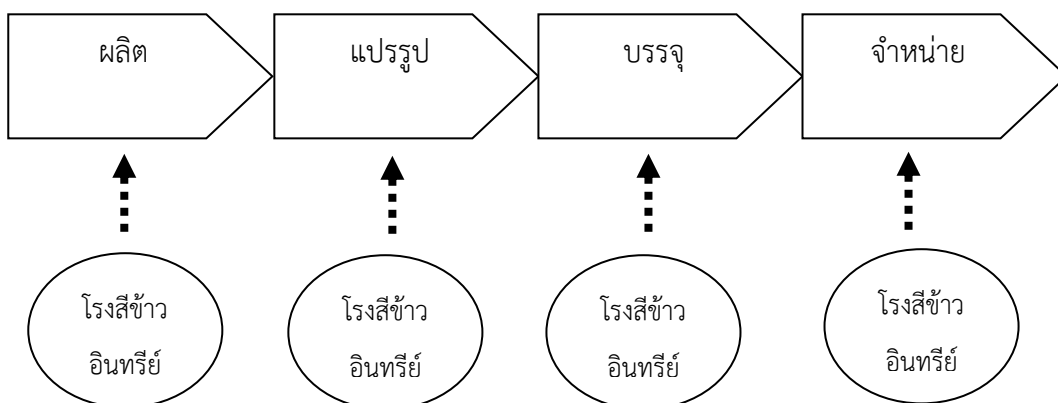 ผลิต
แปรรูป
บรรจุ
จำหน่าย
โรงสีข้าว
อินทรีย์
โรงสีข้าว
อินทรีย์
โรงสีข้าว
อินทรีย์
โรงสีข้าว
อินทรีย์